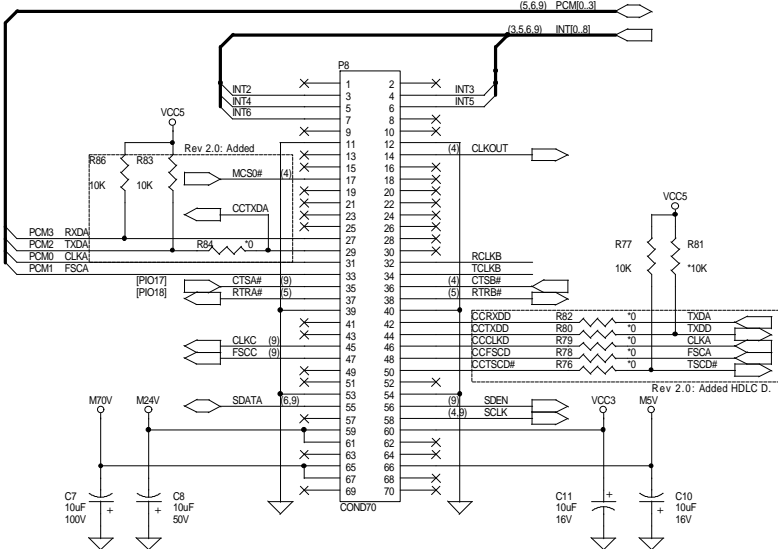 (5,6,9) PCM[0..3]
(3,5,6,9) INT[0..8]
P8
1 2
INT2 3 4 INT3
INT4 5 6 INT5
INT6 7 8
9 10
VCC5
11 12
Rev 2.0: Added
R86 R83
10K 10K
13 14 (4) CLKOUT
15 16
MCS0# (4) 17 18
19 20
21 22
CCTXDA 23 24
25 26
PCM3 RXDA 27 28
PCM2 TXDA R84 *0 29 30
PCM0 CLKA 31 32 RCLKB
PCM1 FSCA 33 34 TCLKB
VCC5
R77 R81
10K *10K
[PIO17] CTSA# (9) 35 36 (4) CTSB#
[PIO18] RTRA# (5) 37 38 (5) RTRB#
39 40
41 42 CCRXDD R82 *0 TXDA
43 44 CCTXDD R80 *0 TXDD
CLKC (9) 45 46 CCCLKD R79 *0 CLKA
FSCC (9) 47 48 CCFSCD R78 *0 FSCA
49 50 CCTSCD# R76 *0 TSCD#
51 52
Rev 2.0: Added HDLC D.
53 54
M70V M24V SDATA (6,9) 55 56 (9) SDEN VCC3 M5V
57 58 (4,9) SCLK
59 60
61 62
63 64
65 66
67 68
69 70
COND70
C7
10uF
100V
+
C8
10uF
50V
+
C11
10uF
16V
+
C10
10uF
16V
+